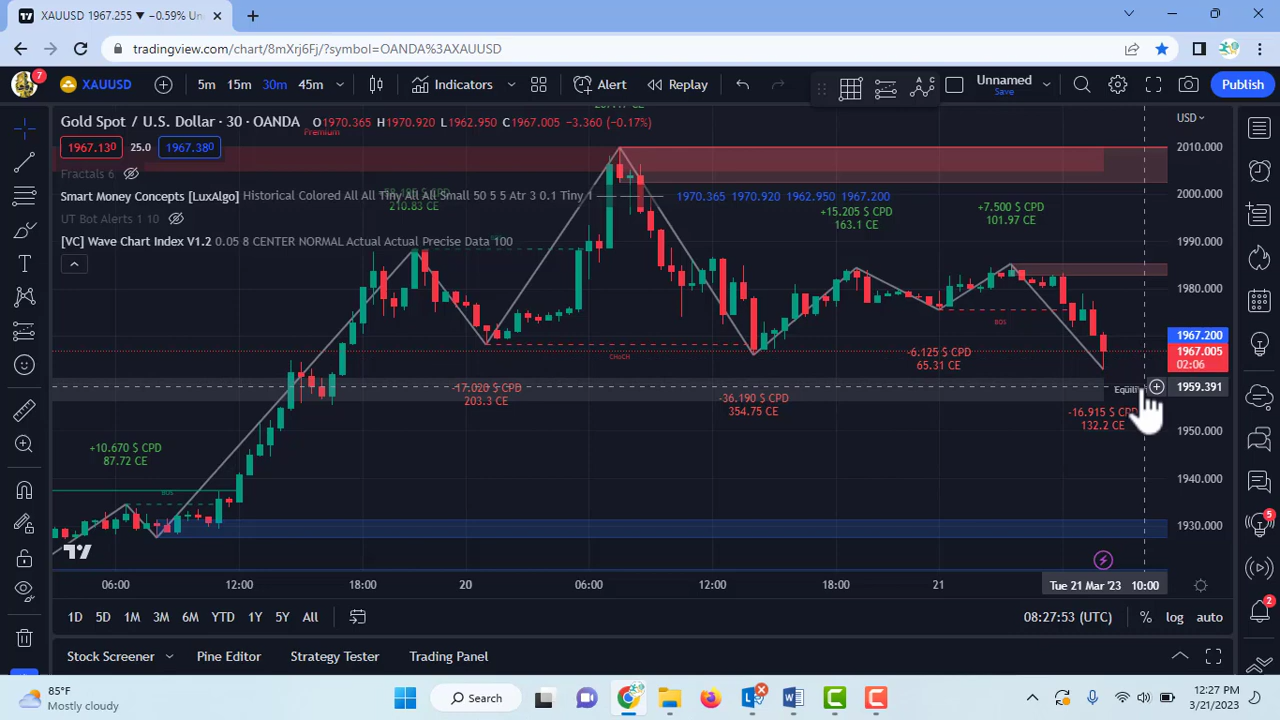 XAUUSD 1967.255 ▼ −0.59% Un
tradingview.com/chart/8mXrj6Fj/?symbol=OANDA%3AXAUUSD
7
XAUUSD
5m 15m 30m 45m
Indicators
Alert
Replay
Unnamed
Save
Publish
Gold Spot / U.S. Dollar · 30 · OANDA O1970.365 H1970.920 L1962.950 C1967.005 −3.360 (−0.17%)
Premium
1967.130 25.0 1967.380
Fractals 6
Smart Money Concepts [LuxAlgo] Historical Colored All All Tiny All All Small 50 5 5 Atr 3 0.1 Tiny 1 1970.365 1970.920 1962.950 1967.200
210.83 CE
UT Bot Alerts 1 10
[VC] Wave Chart Index V1.2 0.05 8 CENTER NORMAL Actual Actual Precise Data 100
+15.205 $ CPD
163.1 CE
+7.500 $ CPD
101.97 CE
BOS
CHoCH
-6.125 $ CPD
65.31 CE
-17.020 $ CPD
203.3 CE
-36.190 $ CPD
354.75 CE
-16.915 $ CPD
132.2 CE
+10.670 $ CPD
87.72 CE
BOS
USD
2010.000
2000.000
1990.000
1980.000
1967.200
1967.005
02:06
1959.391
1950.000
1940.000
1930.000
06:00 12:00 18:00 20 06:00 12:00 18:00 21 Tue 21 Mar '23 10:00
1D 5D 1M 3M 6M YTD 1Y 5Y All
08:27:53 (UTC) % log auto
Stock Screener Pine Editor Strategy Tester Trading Panel
5
2
85°F
Mostly cloudy
Search
12:27 PM
3/21/2023